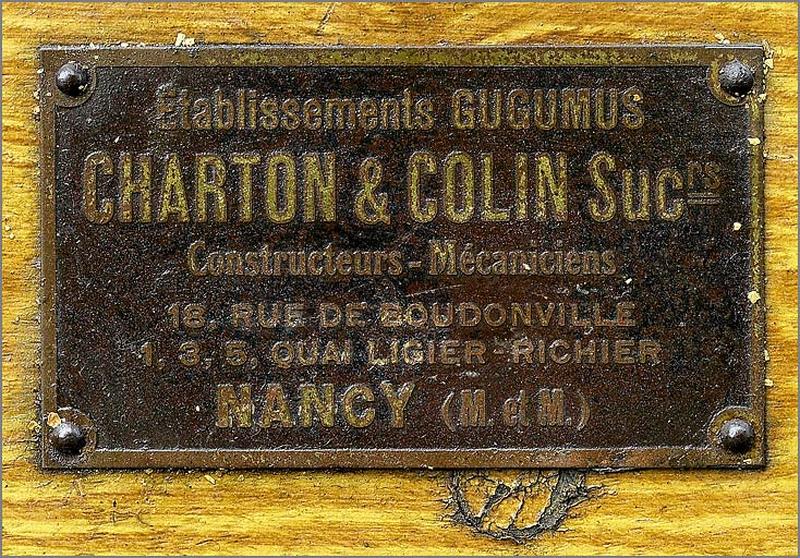 Etablissements GUGUMUS
CHARTON & COLIN Sucrs
Constructeurs-Mécaniciens
18, RUE DE BOUDONVILLE
1, 3, 5, QUAI LIGIER-RICHIER
NANCY (M. et M.)